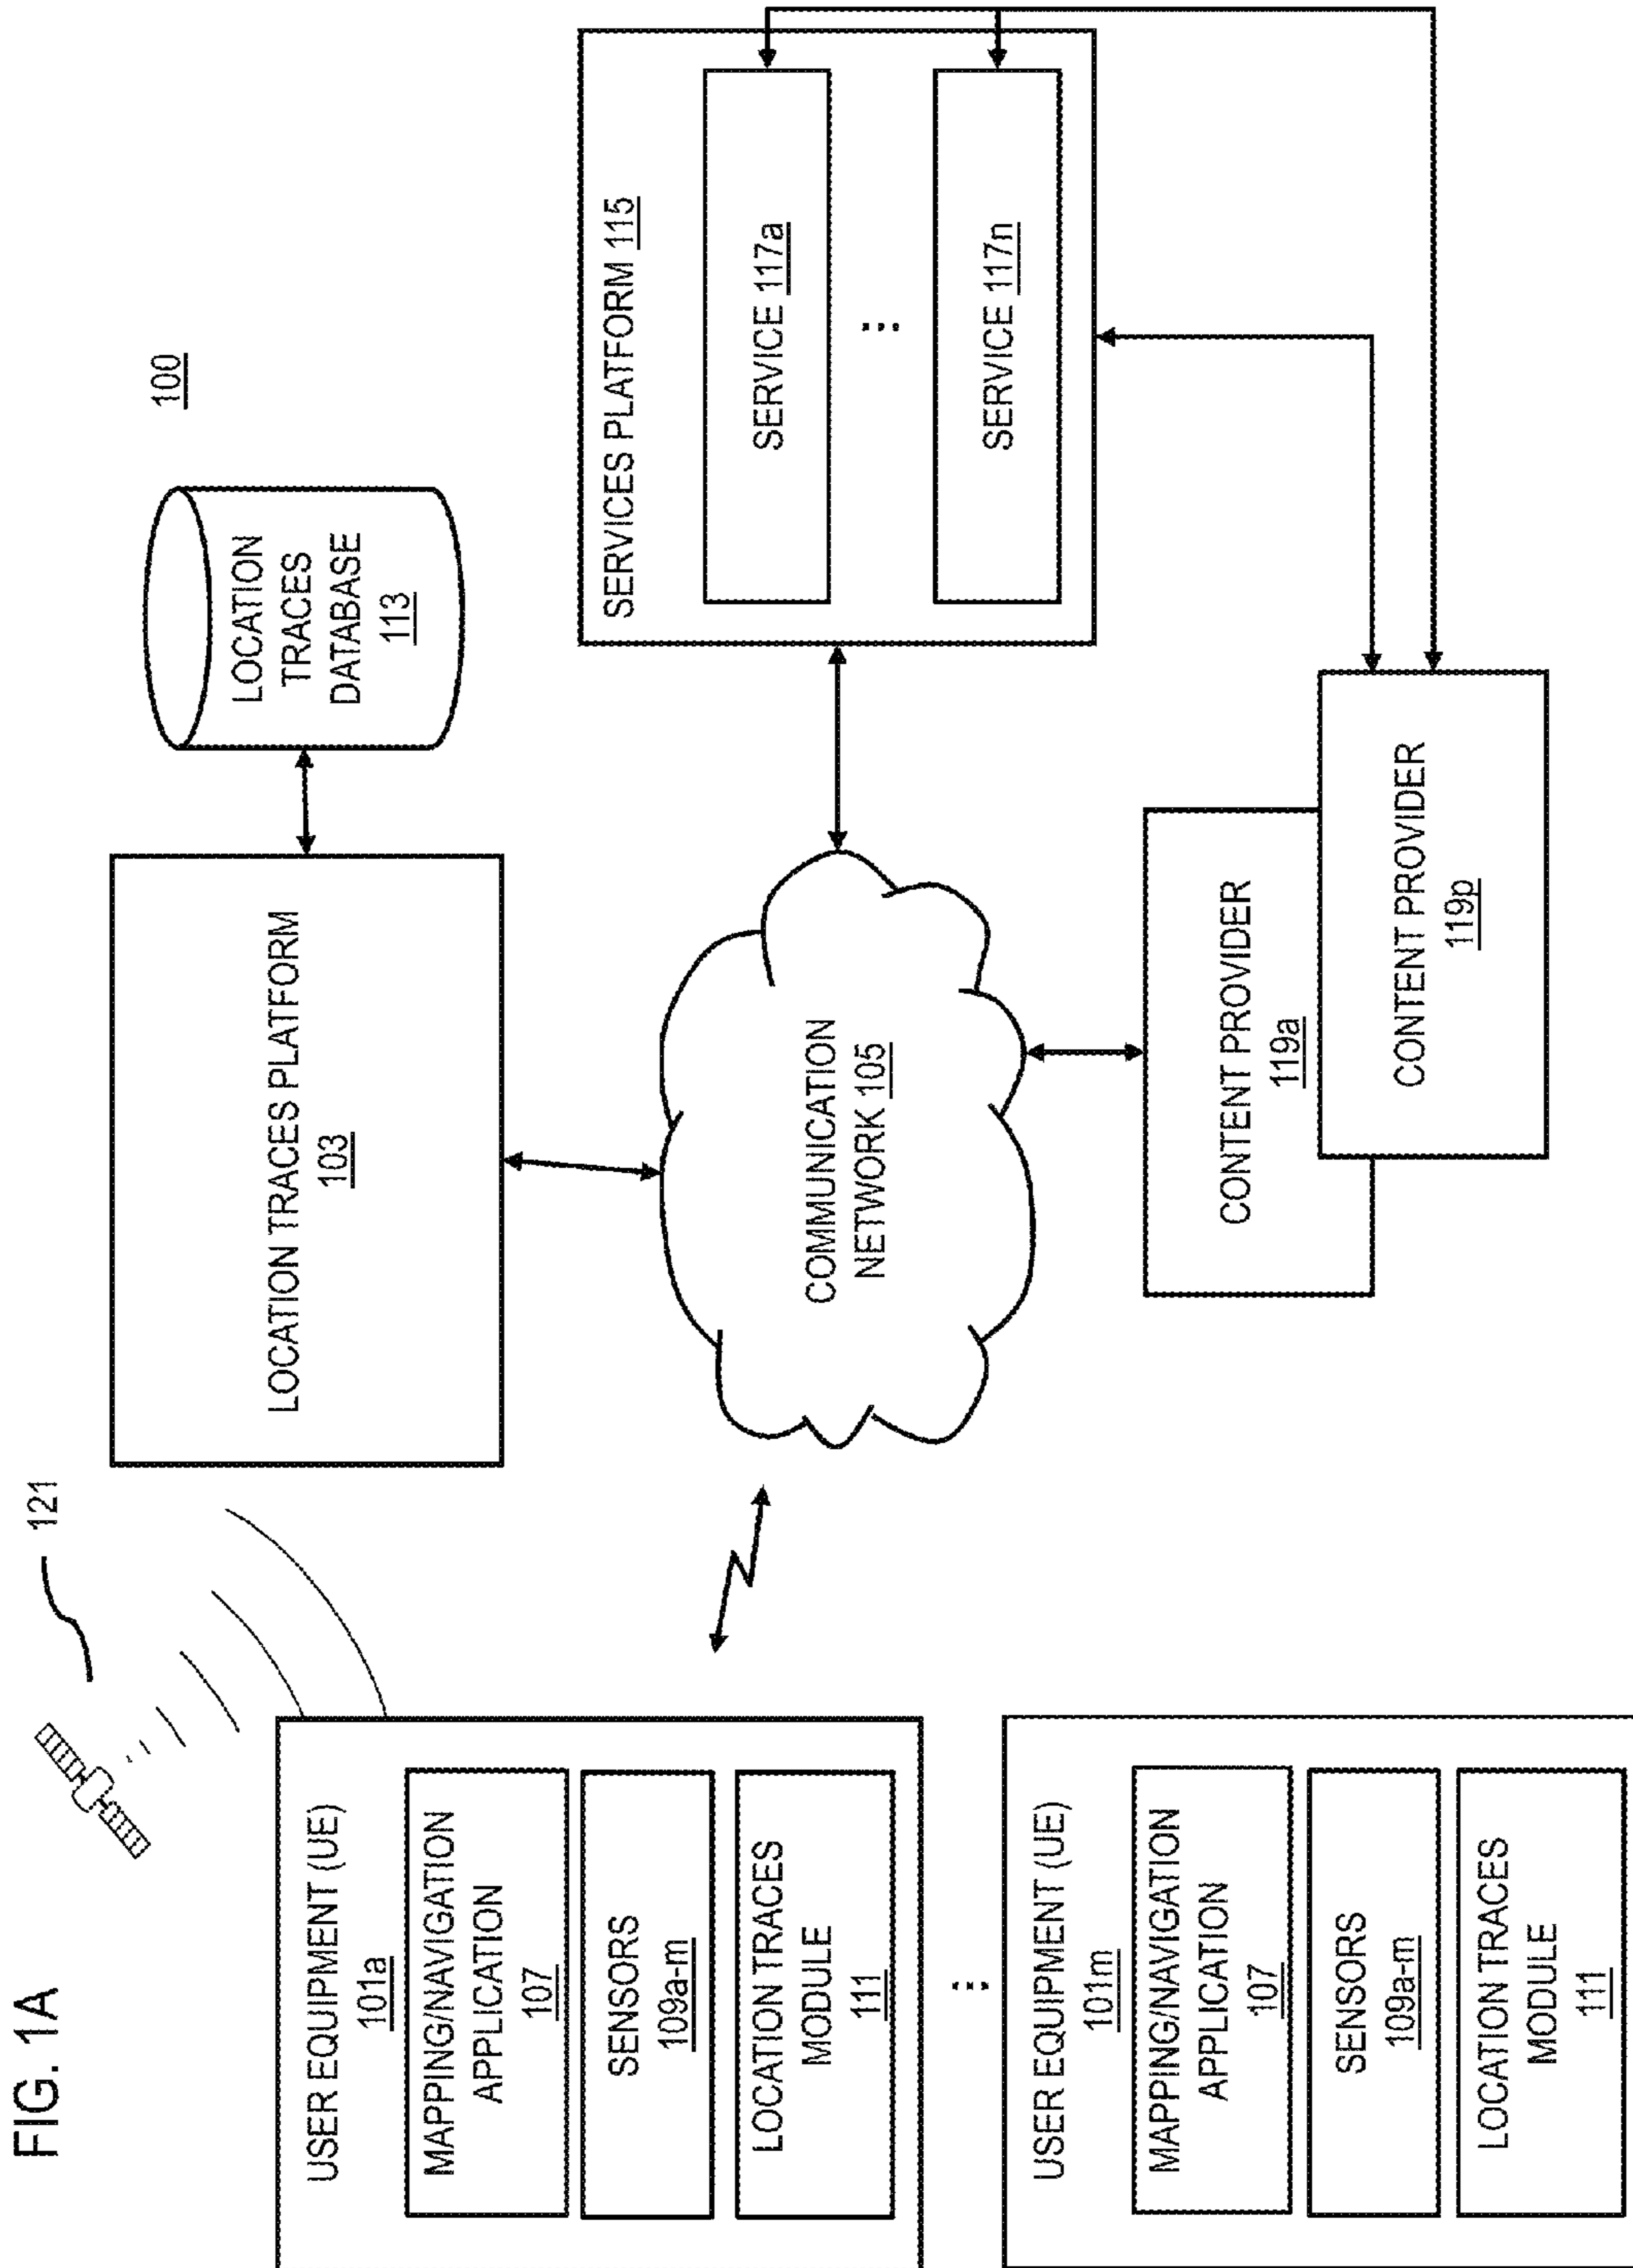 FIG. 1A
121
100
USER EQUIPMENT (UE)
101a
MAPPING/NAVIGATION
APPLICATION
107
SENSORS
109a-m
LOCATION TRACES
MODULE
111
...
USER EQUIPMENT (UE)
101m
MAPPING/NAVIGATION
APPLICATION
107
SENSORS
109a-m
LOCATION TRACES
MODULE
111
LOCATION TRACES PLATFORM
103
LOCATION
TRACES
DATABASE
113
COMMUNICATION
NETWORK 105
SERVICES PLATFORM 115
SERVICE 117a
...
SERVICE 117n
CONTENT PROVIDER
119a
CONTENT PROVIDER
119p